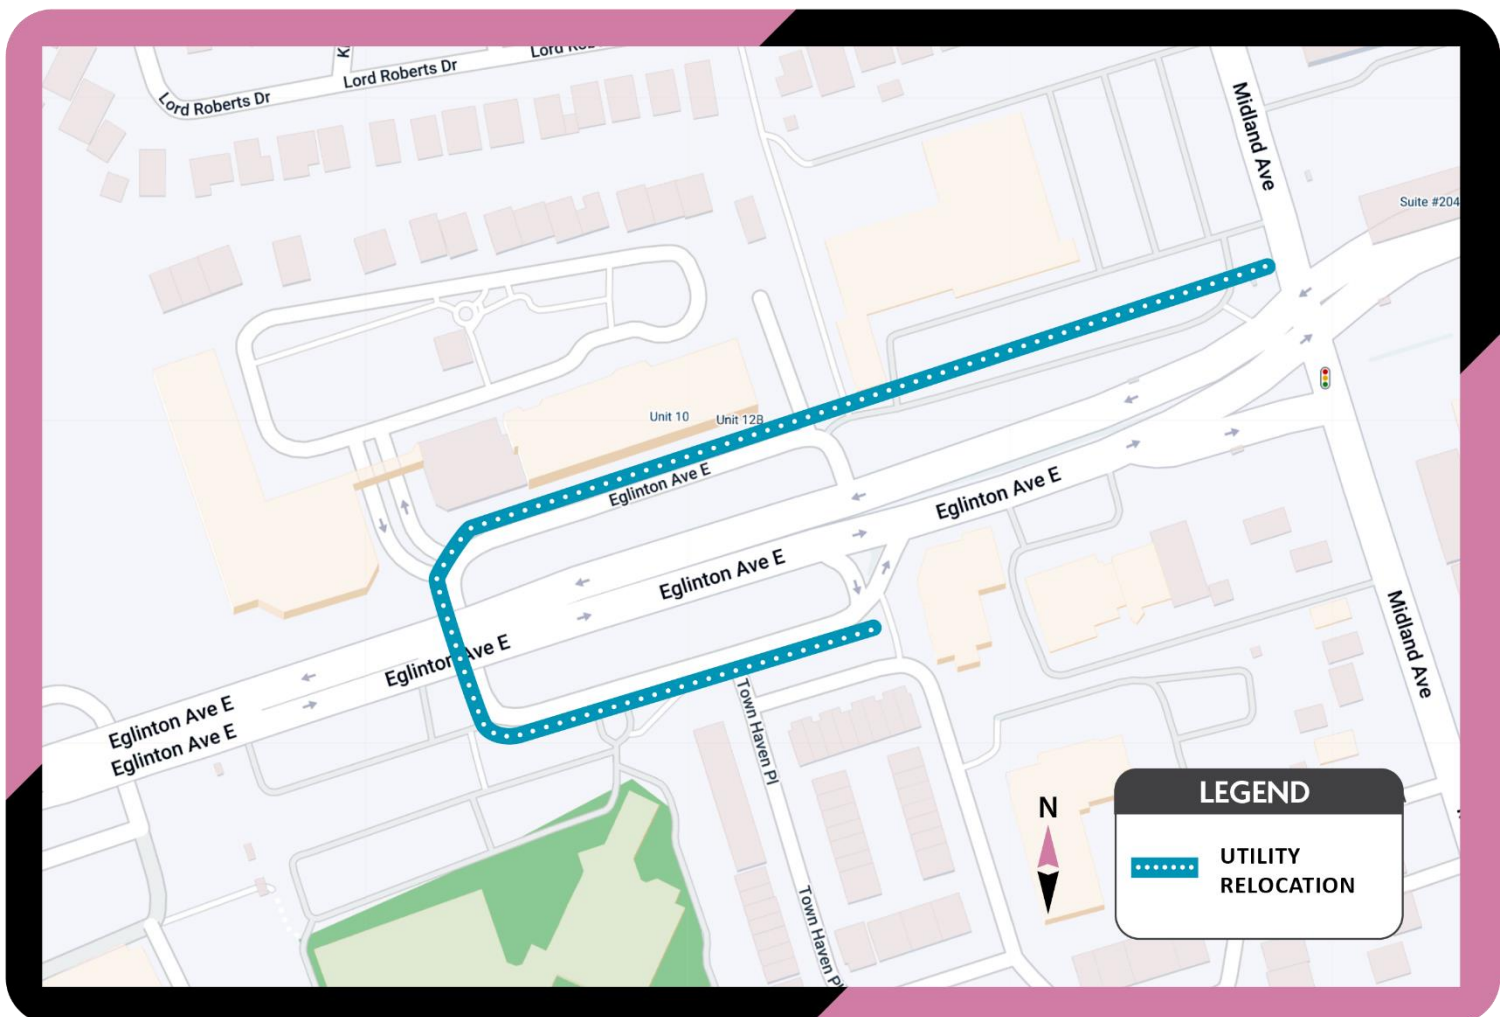 Lord Roberts Dr
Lord Roberts Dr
Midland Ave
Suite #204
Unit 10
Unit 12B
Eglinton Ave E
Eglinton Ave E
Eglinton Ave E
Eglinton Ave E
Eglinton Ave E
Eglinton Ave E
Midland Ave
Town Haven Pl
Town Haven Pl
N
LEGEND
UTILITY
RELOCATION